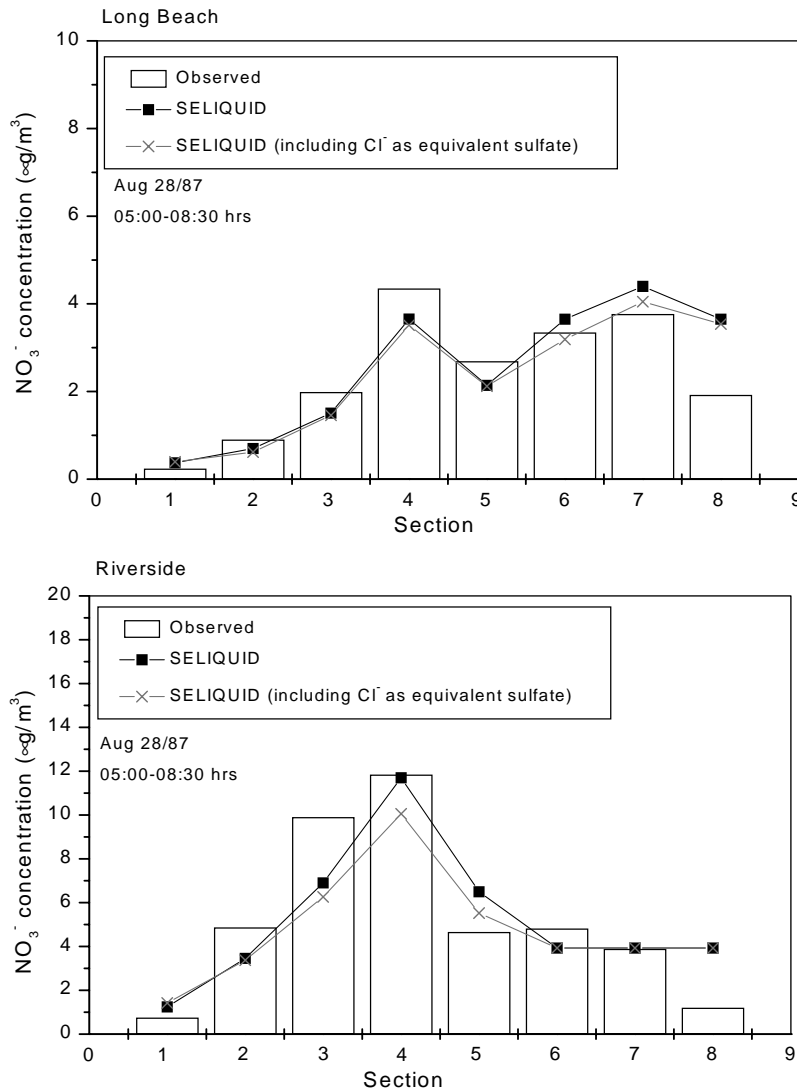 Long Beach
10
8
6
4
2
0
NO3- concentration (∝g/m3)
Observed
SELIQUID
SELIQUID (including Cl- as equivalent sulfate)
Aug 28/87
05:00-08:30 hrs
0 1 2 3 4 5 6 7 8 9
Section
Riverside
20
18
16
14
12
10
8
6
4
2
0
NO3- concentration (∝g/m3)
Observed
SELIQUID
SELIQUID (including Cl- as equivalent sulfate)
Aug 28/87
05:00-08:30 hrs
0 1 2 3 4 5 6 7 8 9
Section